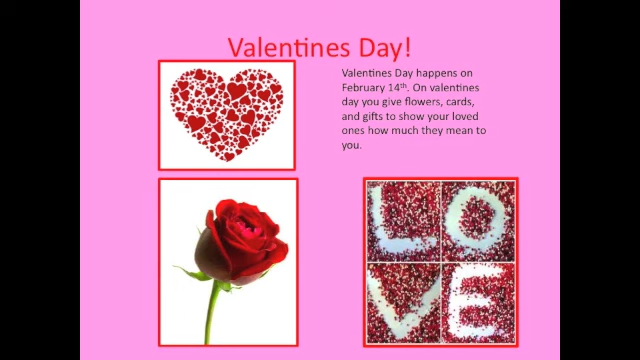 Valentines Day!
Valentines Day happens on
February 14th. On valentines
day you give flowers, cards,
and gifts to show your loved
ones how much they mean to
you.
LO
VE